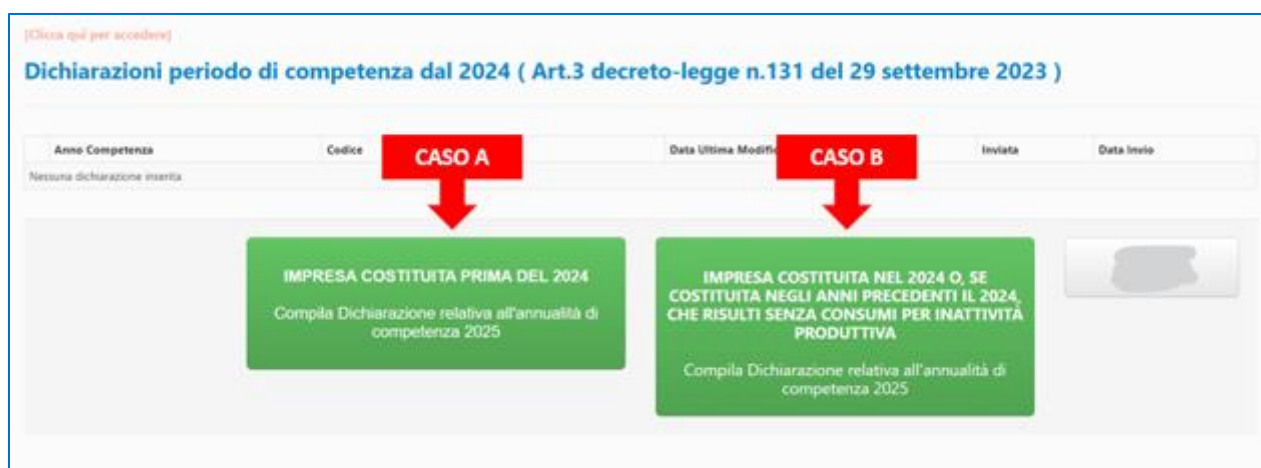 [Clicca qui per accedere]
Dichiarazioni periodo di competenza dal 2024 ( Art.3 decreto-legge n.131 del 29 settembre 2023 )
Anno Competenza Codice Data Ultima Inviata Data Invio
CASO A CASO B
Nessuna dichiarazione inserita
IMPRESA COSTITUITA PRIMA DEL 2024
Compila Dichiarazione relativa all'annualità di
competenza 2025
IMPRESA COSTITUITA NEL 2024 O, SE
COSTITUITA NEGLI ANNI PRECEDENTI IL 2024,
CHE RISULTI SENZA CONSUMI PER INATTIVITÀ
PRODUTTIVA
Compila Dichiarazione relativa all'annualità di
competenza 2025